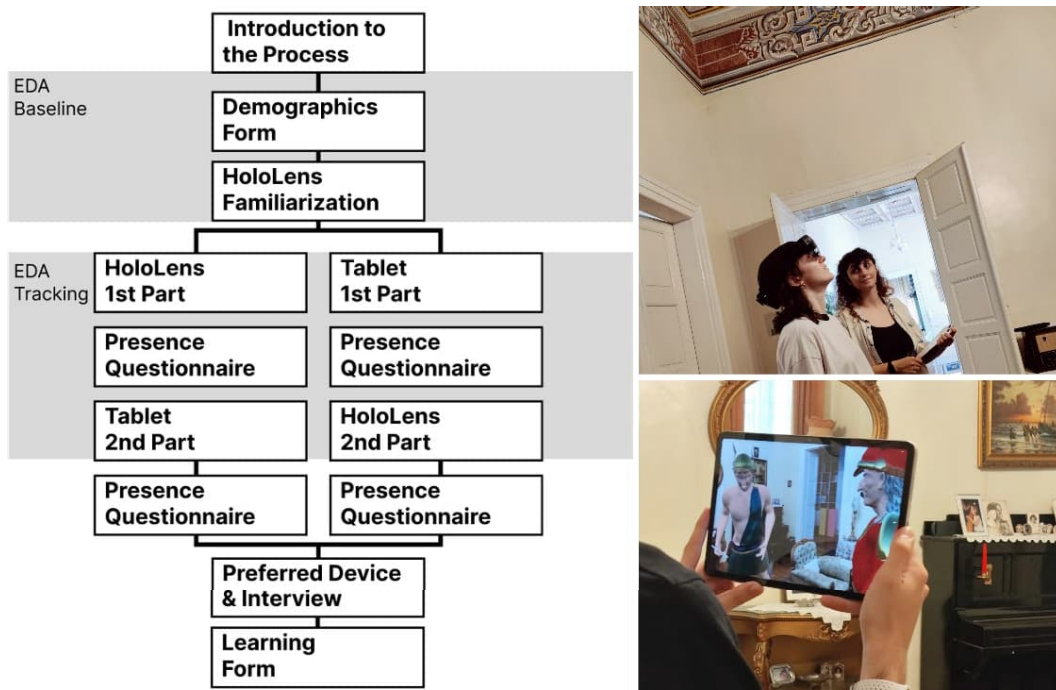 Introduction to
the Process
EDA
Baseline
Demographics
Form
HoloLens
Familiarization
EDA
Tracking
HoloLens
1st Part
Tablet
1st Part
Presence
Questionnaire
Presence
Questionnaire
Tablet
2nd Part
HoloLens
2nd Part
Presence
Questionnaire
Presence
Questionnaire
Preferred Device
& Interview
Learning
Form